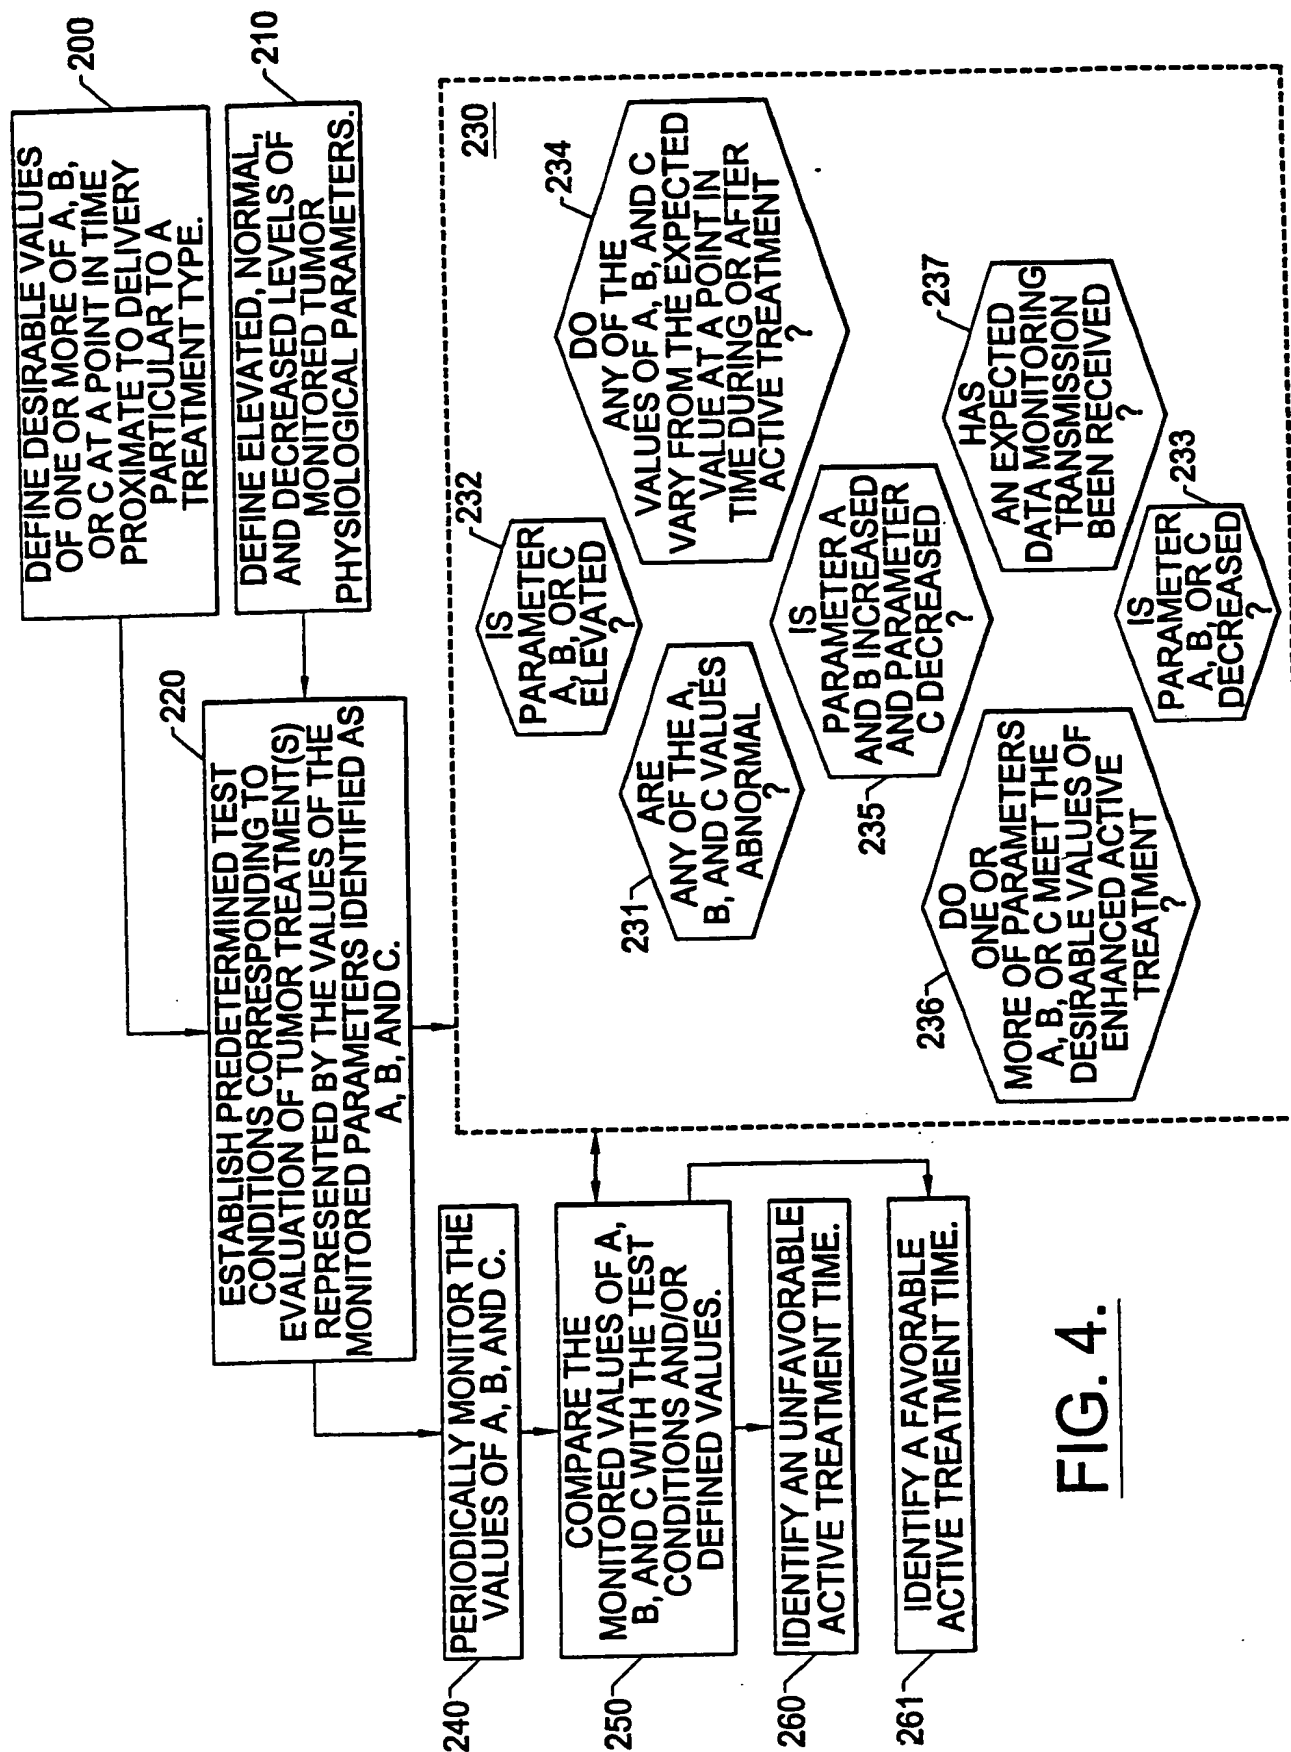 200
DEFINE DESIRABLE VALUES
OF ONE OR MORE OF A, B,
OR C AT A POINT IN TIME
PROXIMATE TO DELIVERY
PARTICULAR TO A
TREATMENT TYPE.
210
DEFINE ELEVATED, NORMAL,
AND DECREASED LEVELS OF
MONITORED TUMOR
PHYSIOLOGICAL PARAMETERS.
220
ESTABLISH PREDETERMINED TEST
CONDITIONS CORRESPONDING TO
EVALUATION OF TUMOR TREATMENT(S)
REPRESENTED BY THE VALUES OF THE
MONITORED PARAMETERS IDENTIFIED AS
A, B, AND C.
230
231
ARE
ANY OF THE A,
B, AND C VALUES
ABNORMAL
?
232
IS
PARAMETER
A, B, OR C
ELEVATED
?
234
DO
ANY OF THE
VALUES OF A, B, AND C
VARY FROM THE EXPECTED
VALUE AT A POINT IN
TIME DURING OR AFTER
ACTIVE TREATMENT
?
235
IS
PARAMETER A
AND B INCREASED
AND PARAMETER
C DECREASED
?
236
DO
ONE OR
MORE OF PARAMETERS
A, B, OR C MEET THE
DESIRABLE VALUES OF
ENHANCED ACTIVE
TREATMENT
?
237
HAS
AN EXPECTED
DATA MONITORING
TRANSMISSION
BEEN RECEIVED
?
233
IS
PARAMETER
A, B, OR C
DECREASED
?
240
PERIODICALLY MONITOR THE
VALUES OF A, B, AND C.
250
COMPARE THE
MONITORED VALUES OF A,
B, AND C WITH THE TEST
CONDITIONS AND/OR
DEFINED VALUES.
260
IDENTIFY AN UNFAVORABLE
ACTIVE TREATMENT TIME.
261
IDENTIFY A FAVORABLE
ACTIVE TREATMENT TIME.
FIG. 4.